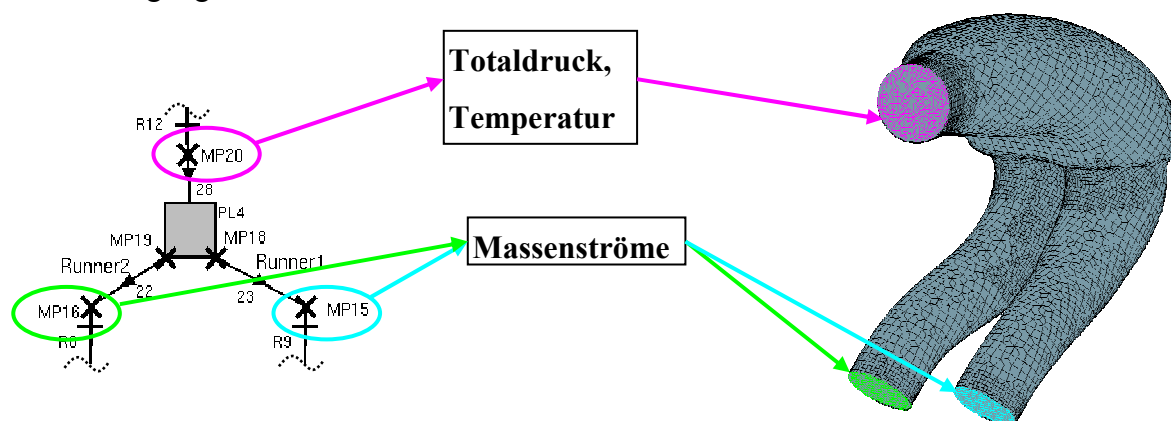 Totaldruck,
Temperatur
R12
MP20
28
PL4
MP19
MP18
Runner2
Runner1
Massenströme
22
23
MP16
MP15
R9